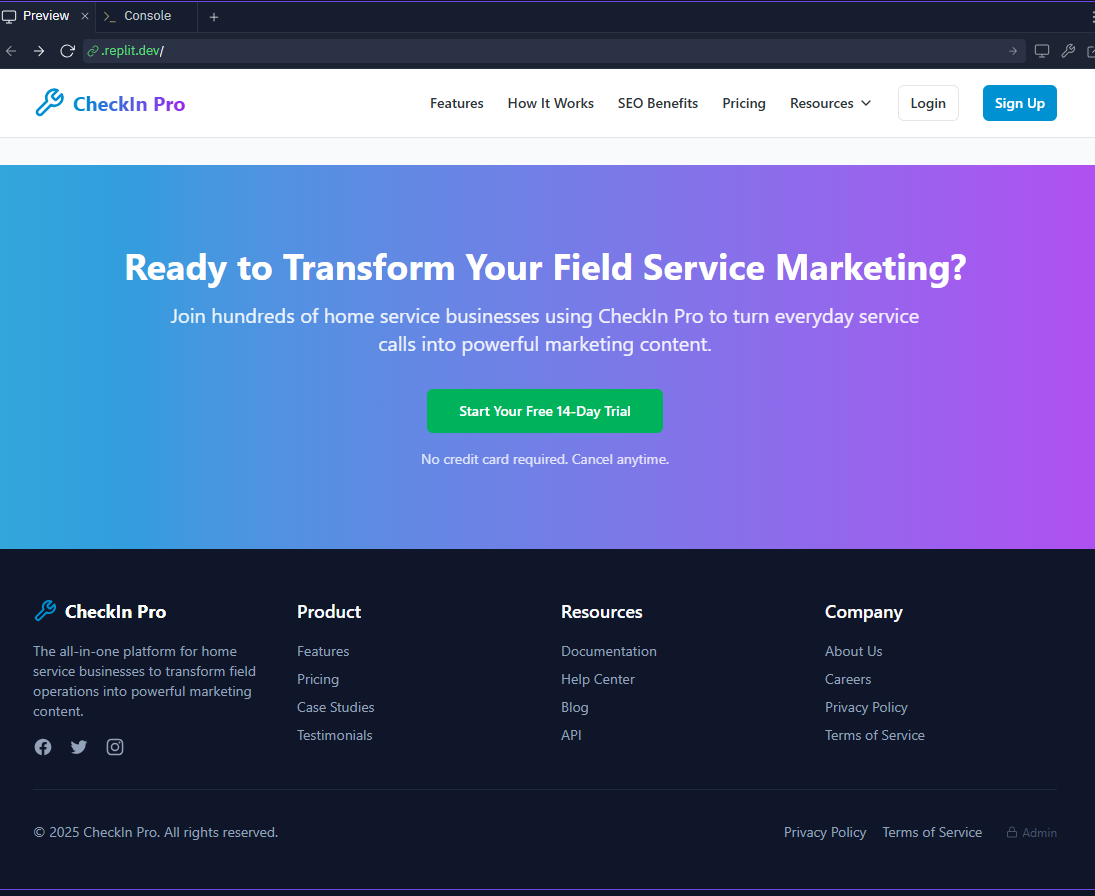 Preview
Console
.replit.dev/
CheckIn Pro
Features
How It Works
SEO Benefits
Pricing
Resources
Login
Sign Up
Ready to Transform Your Field Service Marketing?
Join hundreds of home service businesses using CheckIn Pro to turn everyday service
calls into powerful marketing content.
Start Your Free 14-Day Trial
No credit card required. Cancel anytime.
CheckIn Pro
The all-in-one platform for home
service businesses to transform field
operations into powerful marketing
content.
Product
Features
Pricing
Case Studies
Testimonials
Resources
Documentation
Help Center
Blog
API
Company
About Us
Careers
Privacy Policy
Terms of Service
© 2025 CheckIn Pro. All rights reserved.
Privacy Policy
Terms of Service
Admin